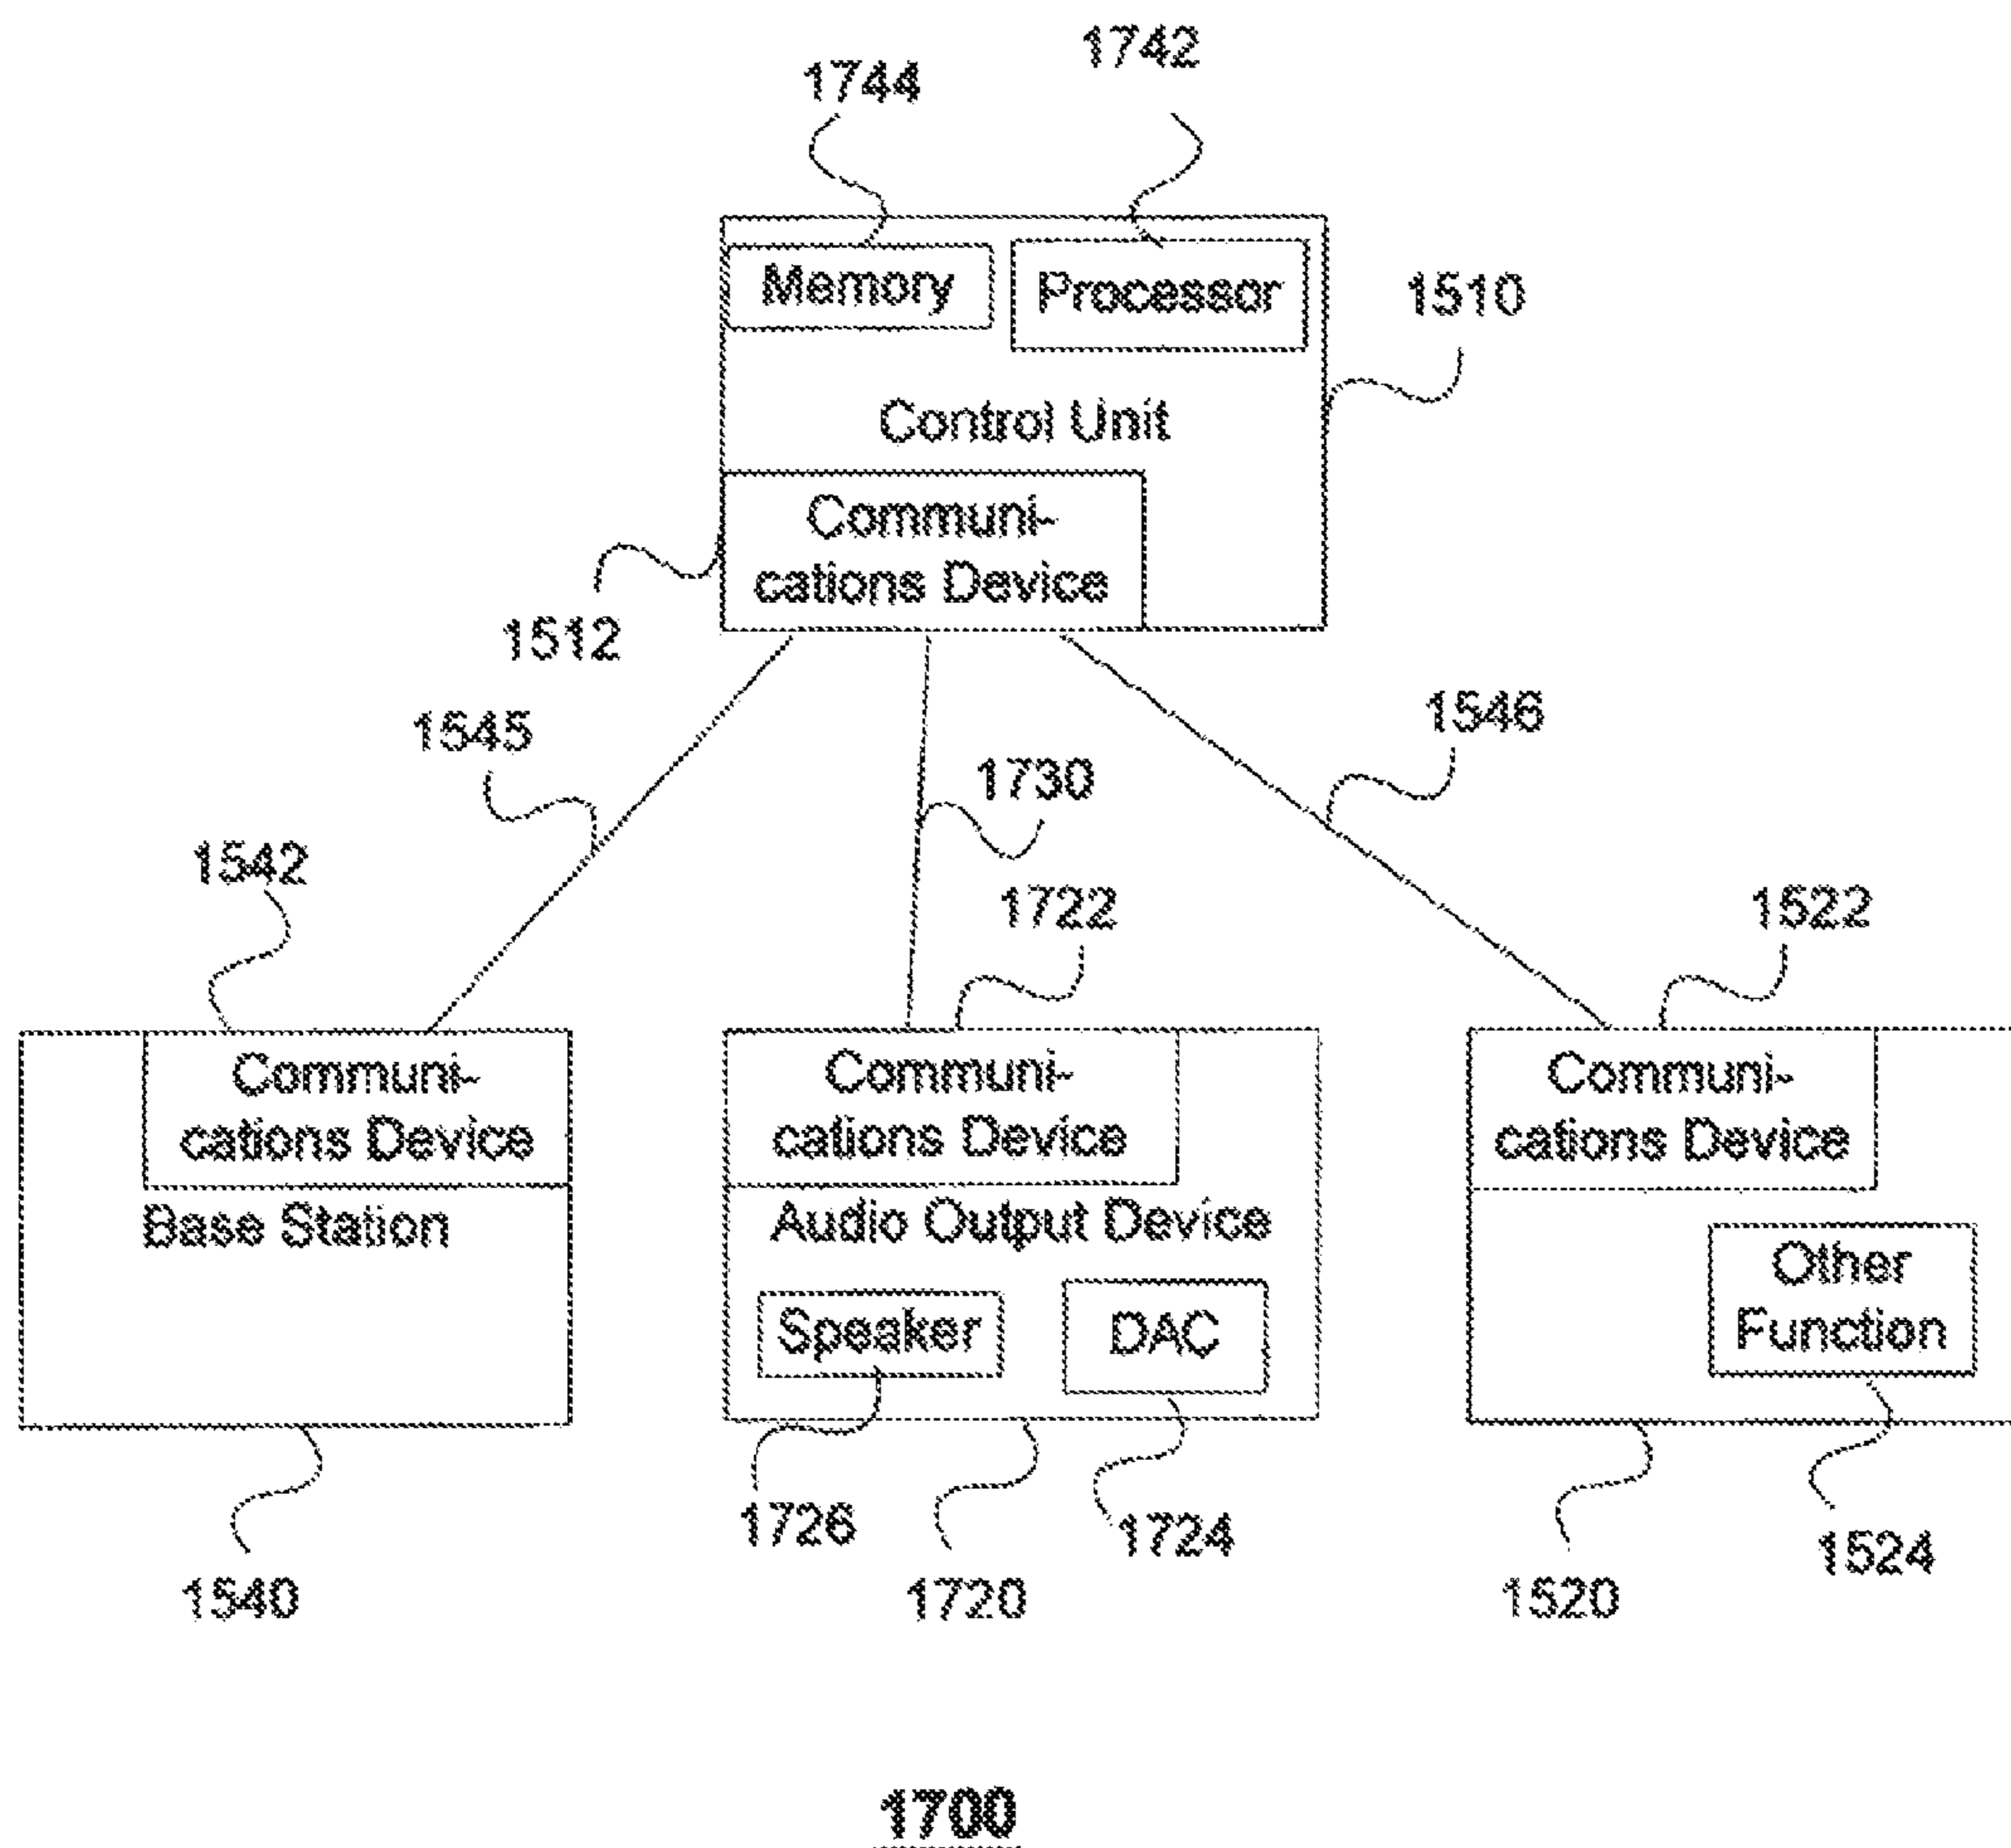 1742
1744
Memory
Processor
1510
Control Unit
Communi-
cations Device
1512
1545
1546
1730
1542
1722
1522
Communi-
cations Device
Base Station
Communi-
cations Device
Audio Output Device
Speaker
DAC
Communi-
cations Device
Other
Function
1726
1724
1524
1540
1720
1520
1700